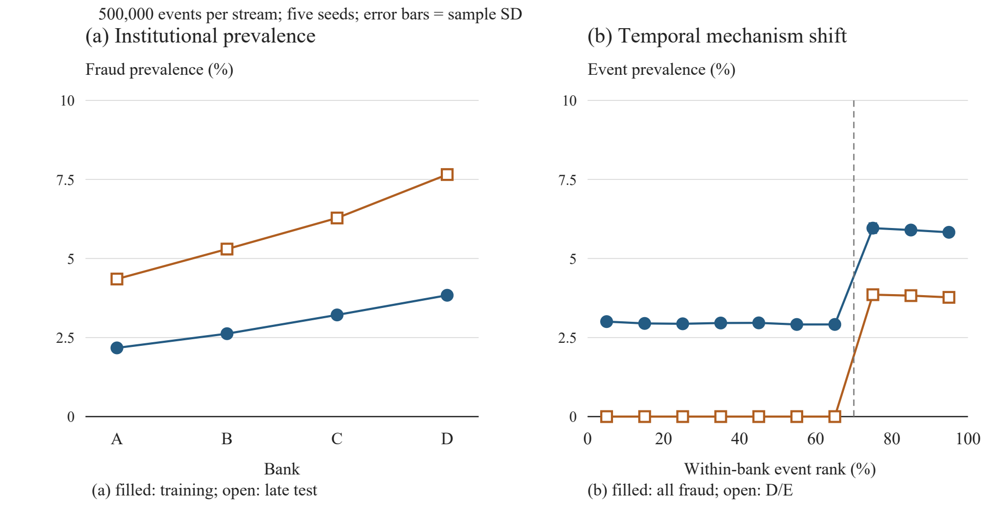 500,000 events per stream; five seeds; error bars = sample SD
(a) Institutional prevalence
Fraud prevalence (%)
10
7.5
5
2.5
0
A B C D
Bank
(a) filled: training; open: late test
(b) Temporal mechanism shift
Event prevalence (%)
10
7.5
5
2.5
0
0 20 40 60 80 100
Within-bank event rank (%)
(b) filled: all fraud; open: D/E